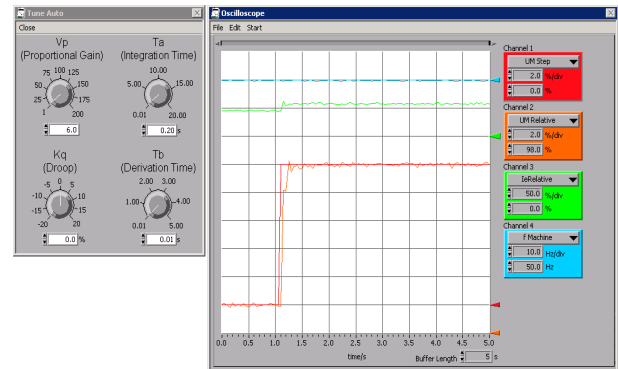 Tune Auto
Close
Vp
(Proportional Gain)
75 100 125
50 150
25 175
1 200
6.0
Ta
(Integration Time)
10.00
5.00 15.00
0.01 20.00
0.20 s
Kq
(Droop)
-5 0 5
-10 10
-15 15
-20 20
0.0 %
Tb
(Derivation Time)
2.00 3.00
1.00 4.00
0.01 5.00
0.01 s
Oscilloscope
File Edit Start
0.0 0.5 1.0 1.5 2.0 2.5 3.0 3.5 4.0 4.5 5.0
time/s
Buffer Length 5 s
Channel 1
UM Step
2.0 %/div
0.0 %
Channel 2
UM Relative
2.0 %/div
98.0 %
Channel 3
IeRelative
50.0 %/div
0.0 %
Channel 4
f Machine
10.0 Hz/div
50.0 Hz